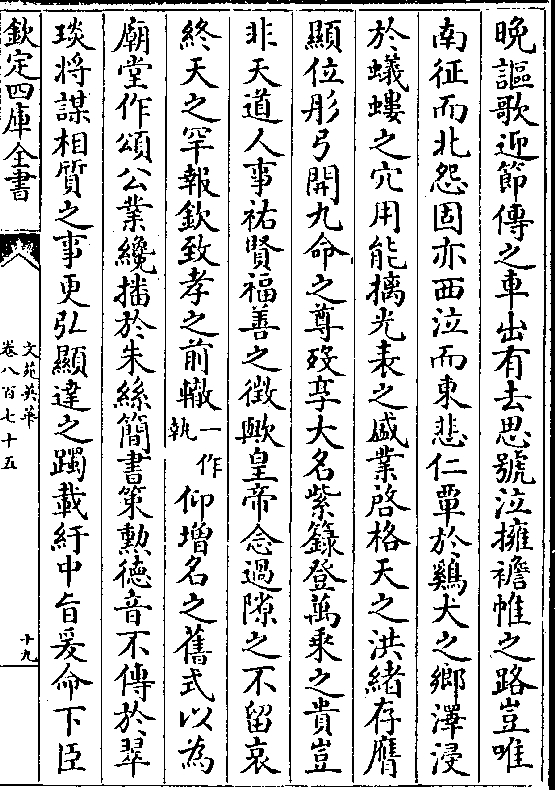 晚謳歌迎節傳之車出有去思號泣擁襜帷之路豈唯
南征而北怨固亦西泣而東悲仁覃於雞犬之鄉澤浸
於蟻螻之穴用能摛光表之盛業啓格天之洪緒存膺
顯位彤弓開九命之尊歿享大名紫籙登萬乘之貴豈
非天道人事祐賢福善之徵歟皇帝念過隙之不留哀
終天之罕報欽致孝之前轍一作執仰增名之舊式以為
廟堂作頌公業纔播於朱絲簡書策勲德音不傳於翠
琰將謀相質之事更弘顯達之躅載紆中旨爰命下臣
欽定四庫全書
文苑英華
卷八百七十五
十九